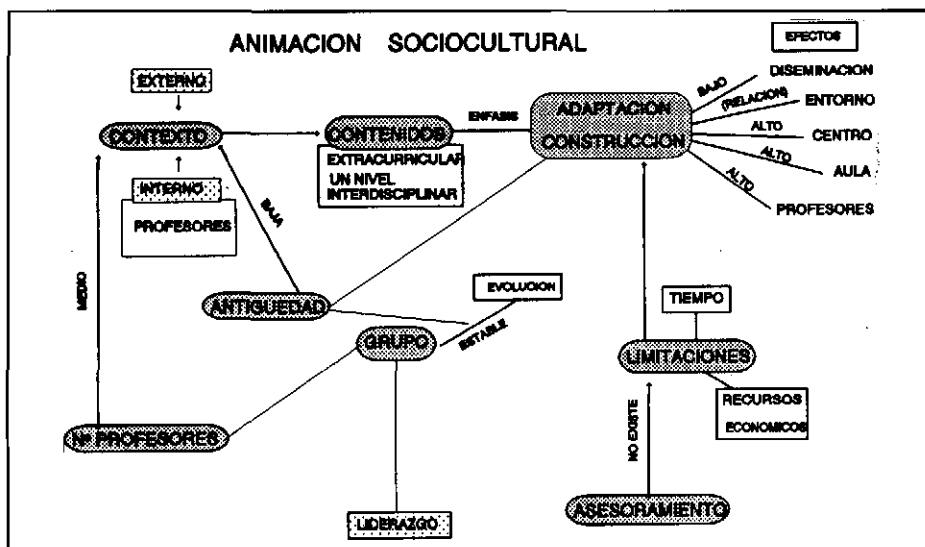 ANIMACION SOCIOCULTURAL
EFECTOS
EXTERNO
CONTEXTO
INTERNO
PROFESORES
CONTENIDOS
EXTRACURRICULAR
UN NIVEL
INTERDISCIPLINAR
ENFASIS
ADAPTACION
CONSTRUCCION
BAJO
DISEMINACION
(RELACION)
ENTORNO
ALTO
CENTRO
ALTO
AULA
ALTO
PROFESORES
BAJA
MEDIO
ANTIGUEDAD
EVOLUCION
ESTABLE
GRUPO
TIEMPO
LIMITACIONES
RECURSOS
ECONOMICOS
Nº PROFESORES
NO EXISTE
LIDERAZGO
ASESORAMIENTO